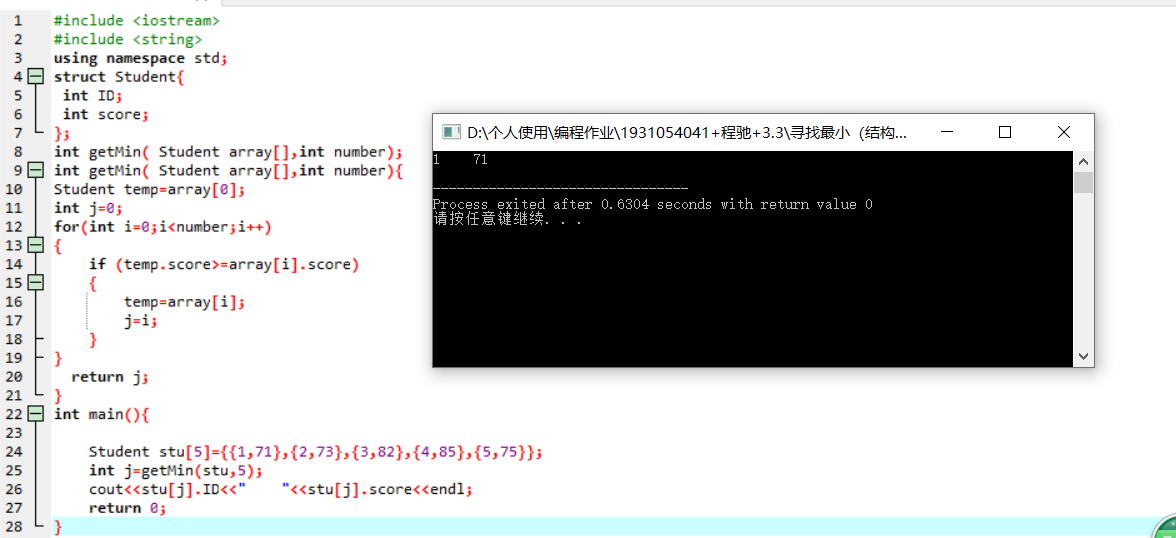 1 #include <iostream>
2 #include <string>
3 using namespace std;
4 struct Student{
5 int ID;
6 int score;
7 };
8 int getMin( Student array[],int number);
9 int getMin( Student array[],int number){
10 Student temp=array[0];
11 int j=0;
12 for(int i=0;i<number;i++)
13 {
14 if (temp.score>=array[i].score)
15 {
16 temp=array[i];
17 j=i;
18 }
19 }
20 return j;
21 }
22 int main(){
23
24 Student stu[5]={{1,71},{2,73},{3,82},{4,85},{5,75}};
25 int j=getMin(stu,5);
26 cout<<stu[j].ID<<"    "<<stu[j].score<<endl;
27 return 0;
28 }
D:\个人使用\编程作业\1931054041+程驰+3.3\寻找最小（结构...
1    71
--------------------------------
Process exited after 0.6304 seconds with return value 0
请按任意键继续. . .